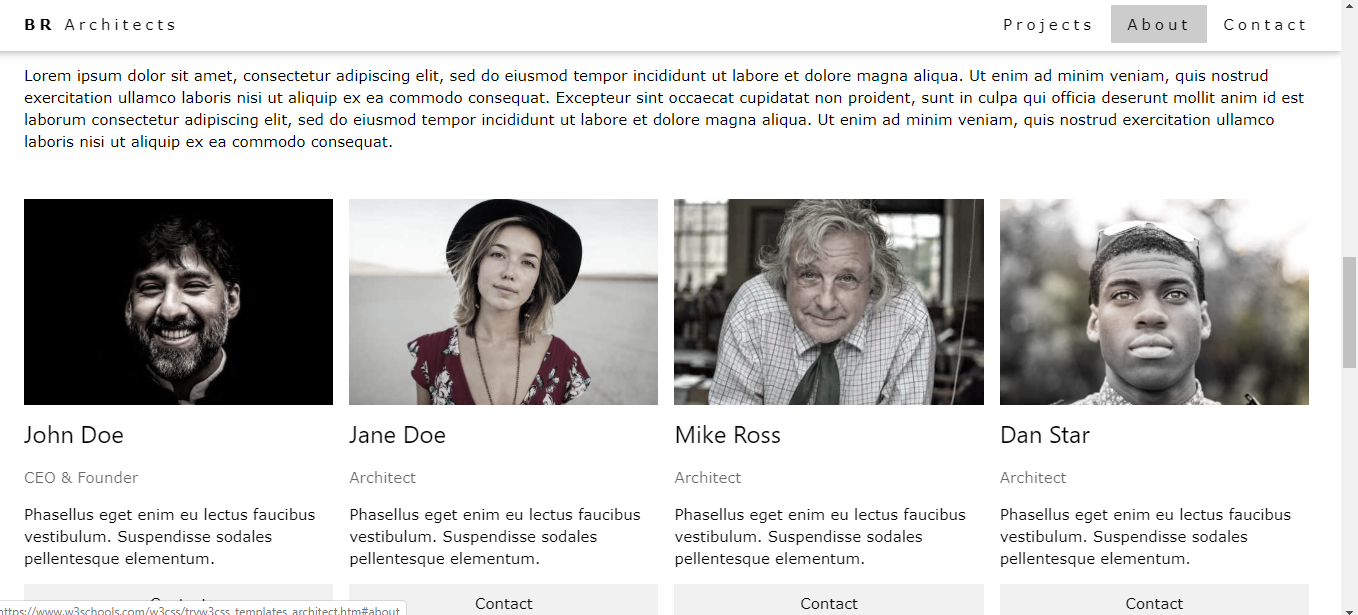 BR Architects
Projects About Contact
Lorem ipsum dolor sit amet, consectetur adipiscing elit, sed do eiusmod tempor incididunt ut labore et dolore magna aliqua. Ut enim ad minim veniam, quis nostrud
exercitation ullamco laboris nisi ut aliquip ex ea commodo consequat. Excepteur sint occaecat cupidatat non proident, sunt in culpa qui officia deserunt mollit anim id est
laborum consectetur adipiscing elit, sed do eiusmod tempor incididunt ut labore et dolore magna aliqua. Ut enim ad minim veniam, quis nostrud exercitation ullamco
laboris nisi ut aliquip ex ea commodo consequat.
John Doe
CEO & Founder
Phasellus eget enim eu lectus faucibus
vestibulum. Suspendisse sodales
pellentesque elementum.
Jane Doe
Architect
Phasellus eget enim eu lectus faucibus
vestibulum. Suspendisse sodales
pellentesque elementum.
Contact
Mike Ross
Architect
Phasellus eget enim eu lectus faucibus
vestibulum. Suspendisse sodales
pellentesque elementum.
Contact
Dan Star
Architect
Phasellus eget enim eu lectus faucibus
vestibulum. Suspendisse sodales
pellentesque elementum.
Contact
https://www.w3schools.com/w3css/tryw3css_templates_architect.htm#about